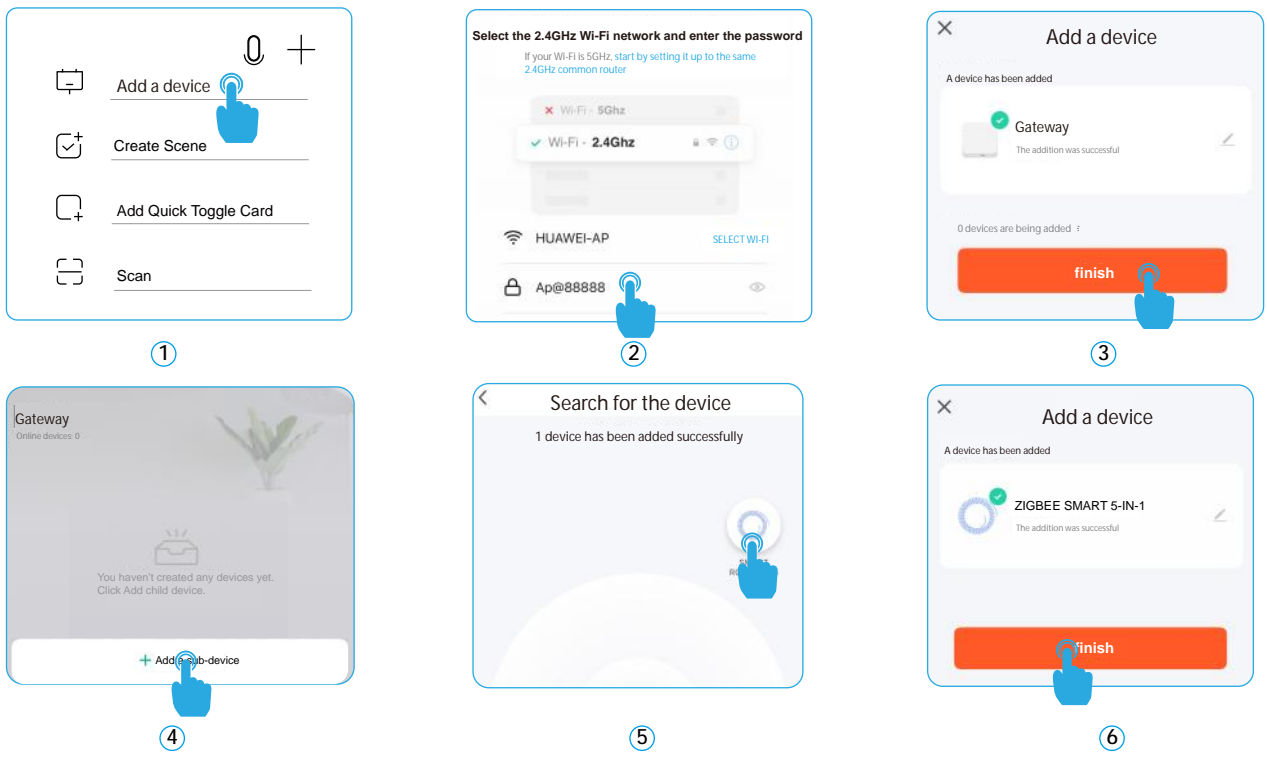 Add a device
Create Scene
Add Quick Toggle Card
Scan
①
Select the 2.4GHz Wi-Fi network and enter the password
If your Wi-Fi is 5GHz, start by setting it up to the same
2.4GHz common router
Wi-Fi - 5Ghz
Wi-Fi - 2.4Ghz
HUAWEI-AP SELECT WI-FI
Ap@88888
②
Add a device
A device has been added
Gateway
The addition was successful
0 devices are being added :
finish
③
Gateway
Online devices: 0
You haven't created any devices yet.
Click Add child device.
+ Add a sub-device
④
Search for the device
1 device has been added successfully
⑤
Add a device
A device has been added
ZIGBEE SMART 5-IN-1
The addition was successful
finish
⑥